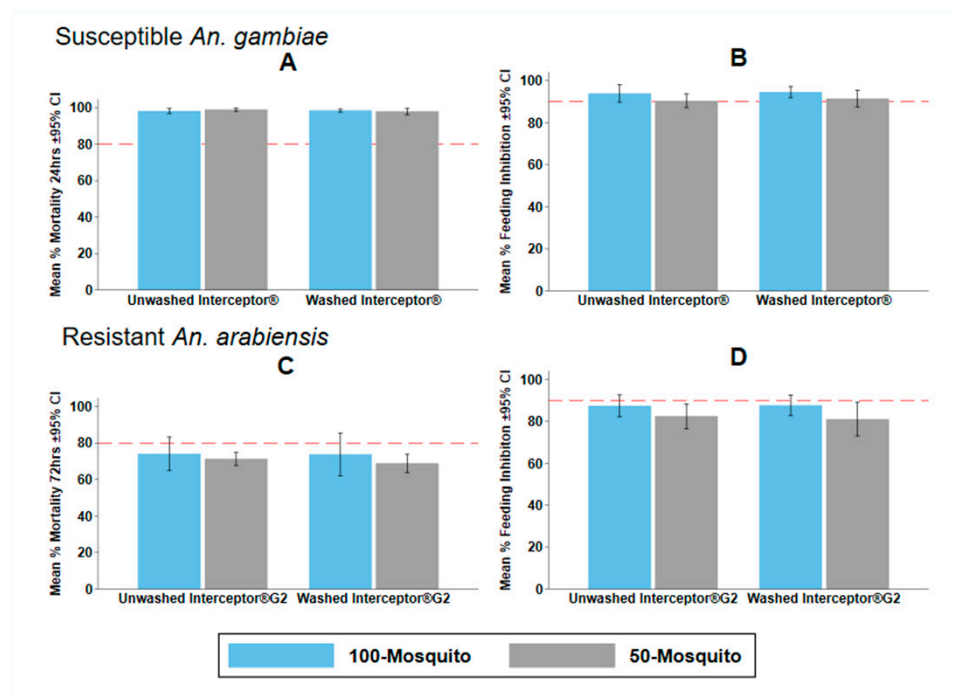 Susceptible An. gambiae
A
Mean % Mortality 24hrs ±95% CI
100
80
60
40
20
0
Unwashed Interceptor® Washed Interceptor®
B
Mean % Feeding Inhibition ±95% CI
100
80
60
40
20
0
Unwashed Interceptor® Washed Interceptor®
Resistant An. arabiensis
C
Mean % Mortality 72hrs ±95% CI
100
80
60
40
20
0
Unwashed Interceptor®G2 Washed Interceptor®G2
D
Mean % Feeding Inhibiton ±95% CI
100
80
60
40
20
0
Unwashed Interceptor®G2 Washed Interceptor®G2
100-Mosquito 50-Mosquito